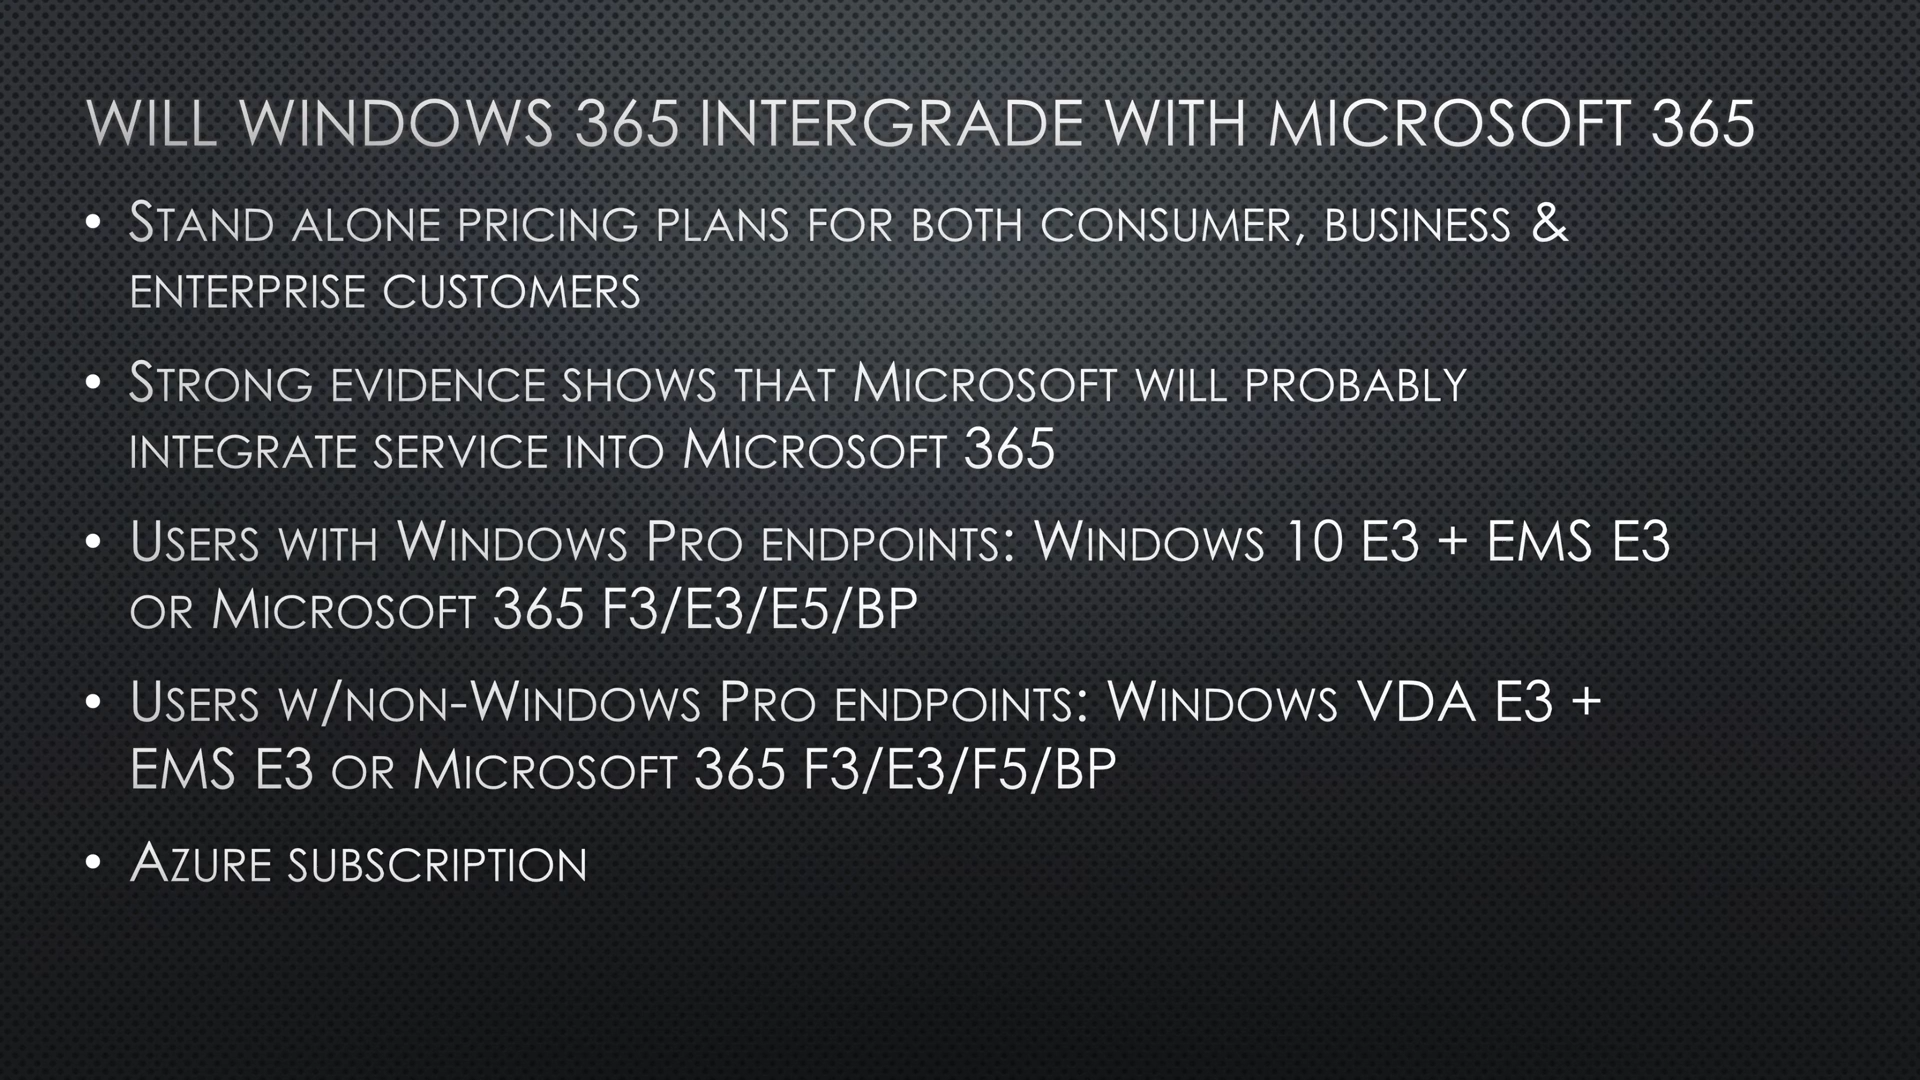 WILL WINDOWS 365 INTERGRADE WITH MICROSOFT 365
• STAND ALONE PRICING PLANS FOR BOTH CONSUMER, BUSINESS &
ENTERPRISE CUSTOMERS
• STRONG EVIDENCE SHOWS THAT MICROSOFT WILL PROBABLY
INTEGRATE SERVICE INTO MICROSOFT 365
• USERS WITH WINDOWS PRO ENDPOINTS: WINDOWS 10 E3 + EMS E3
OR MICROSOFT 365 F3/E3/E5/BP
• USERS W/NON-WINDOWS PRO ENDPOINTS: WINDOWS VDA E3 +
EMS E3 OR MICROSOFT 365 F3/E3/F5/BP
• AZURE SUBSCRIPTION